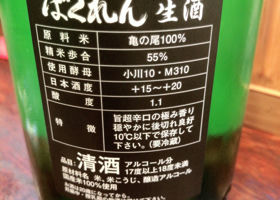 ばくれん 生酒
原料米 亀の尾100%
精米歩合 55%
使用酵母 小川10・M310
日本酒度 +15〜+20
酸度 1.1
特徴 旨超辛口の極み香り
穏やかに後切れ良好
10℃以下で保存して
下さい。(要冷蔵)
品目:清酒 アルコール分
17度以上18度未満
原材料名 米、米こうじ、醸造アルコール
国産米100%使用